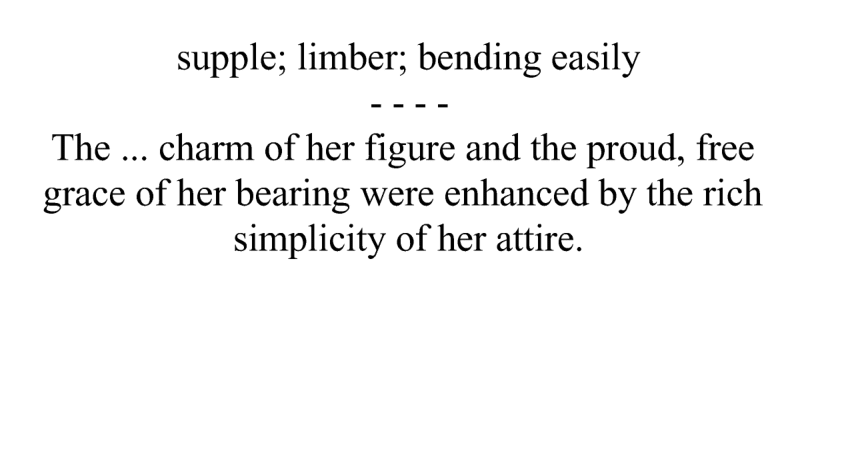 supple; limber; bending easily
- - - -
The ... charm of her figure and the proud, free
grace of her bearing were enhanced by the rich
simplicity of her attire.